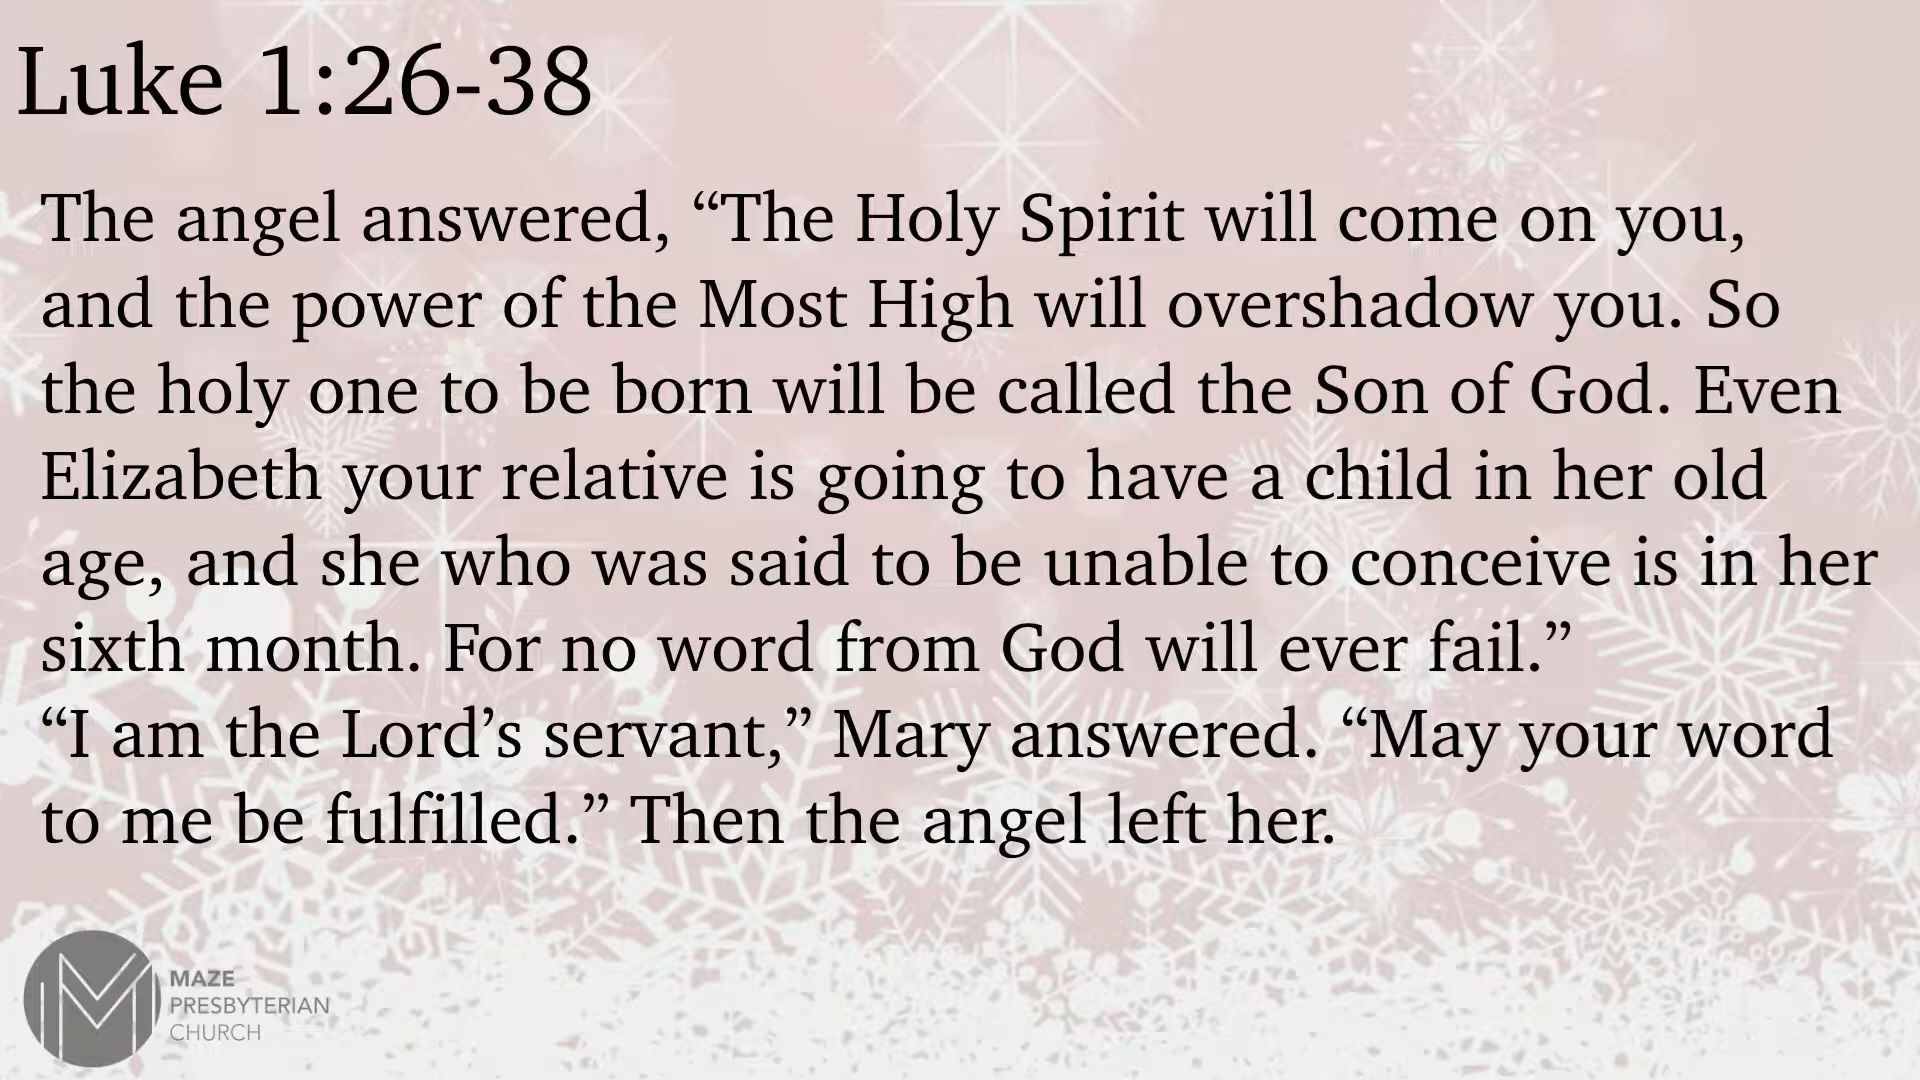 Luke 1:26-38
The angel answered, “The Holy Spirit will come on you,
and the power of the Most High will overshadow you. So
the holy one to be born will be called the Son of God. Even
Elizabeth your relative is going to have a child in her old
age, and she who was said to be unable to conceive is in her
sixth month. For no word from God will ever fail.”
“I am the Lord’s servant,” Mary answered. “May your word
to me be fulfilled.” Then the angel left her.
MAZE
PRESBYTERIAN
CHURCH